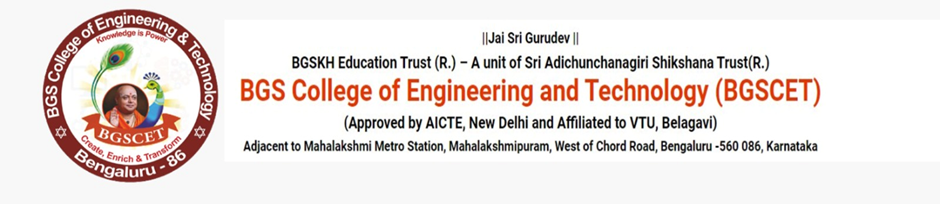 BGS College of Engineering & Technology
Knowledge is Power
BGSCET
Create, Enrich & Transform
Bengaluru - 86
||Jai Sri Gurudev ||
BGSKH Education Trust (R.) – A unit of Sri Adichunchanagiri Shikshana Trust(R.)
BGS College of Engineering and Technology (BGSCET)
(Approved by AICTE, New Delhi and Affiliated to VTU, Belagavi)
Adjacent to Mahalakshmi Metro Station, Mahalakshmipuram, West of Chord Road, Bengaluru -560 086, Karnataka